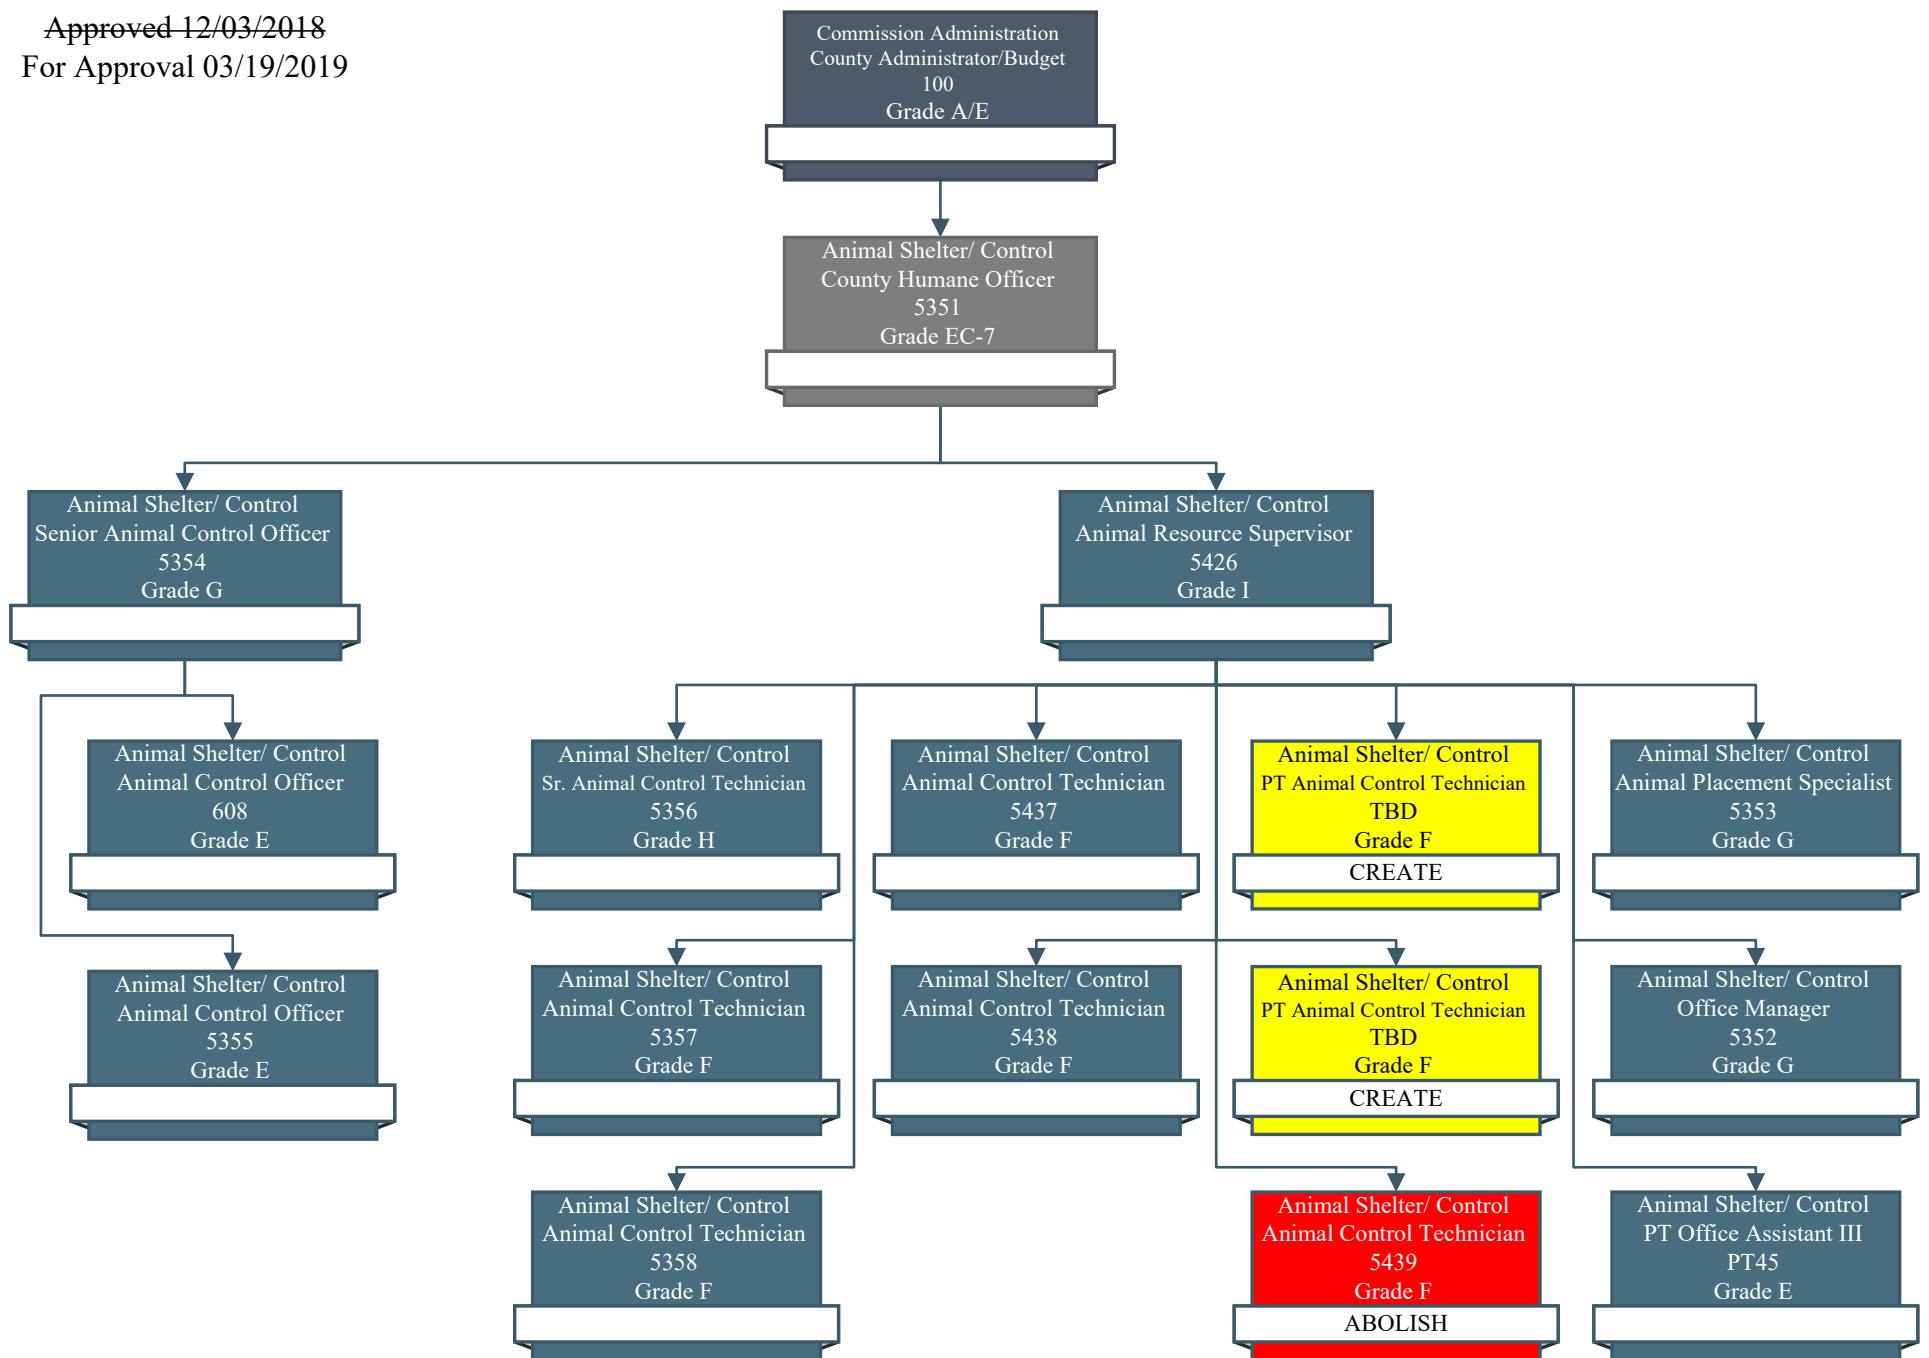 Approved 12/03/2018
For Approval 03/19/2019
Commission Administration
County Administrator/Budget
100
Grade A/E
Animal Shelter/ Control
County Humane Officer
5351
Grade EC-7
Animal Shelter/ Control
Senior Animal Control Officer
5354
Grade G
Animal Shelter/ Control
Animal Resource Supervisor
5426
Grade I
Animal Shelter/ Control
Animal Control Officer
608
Grade E
Animal Shelter/ Control
Sr. Animal Control Technician
5356
Grade H
Animal Shelter/ Control
Animal Control Technician
5437
Grade F
Animal Shelter/ Control
PT Animal Control Technician
TBD
Grade F
CREATE
Animal Shelter/ Control
Animal Placement Specialist
5353
Grade G
Animal Shelter/ Control
Animal Control Officer
5355
Grade E
Animal Shelter/ Control
Animal Control Technician
5357
Grade F
Animal Shelter/ Control
Animal Control Technician
5438
Grade F
Animal Shelter/ Control
PT Animal Control Technician
TBD
Grade F
CREATE
Animal Shelter/ Control
Office Manager
5352
Grade G
Animal Shelter/ Control
Animal Control Technician
5358
Grade F
Animal Shelter/ Control
Animal Control Technician
5439
Grade F
ABOLISH
Animal Shelter/ Control
PT Office Assistant III
PT45
Grade E